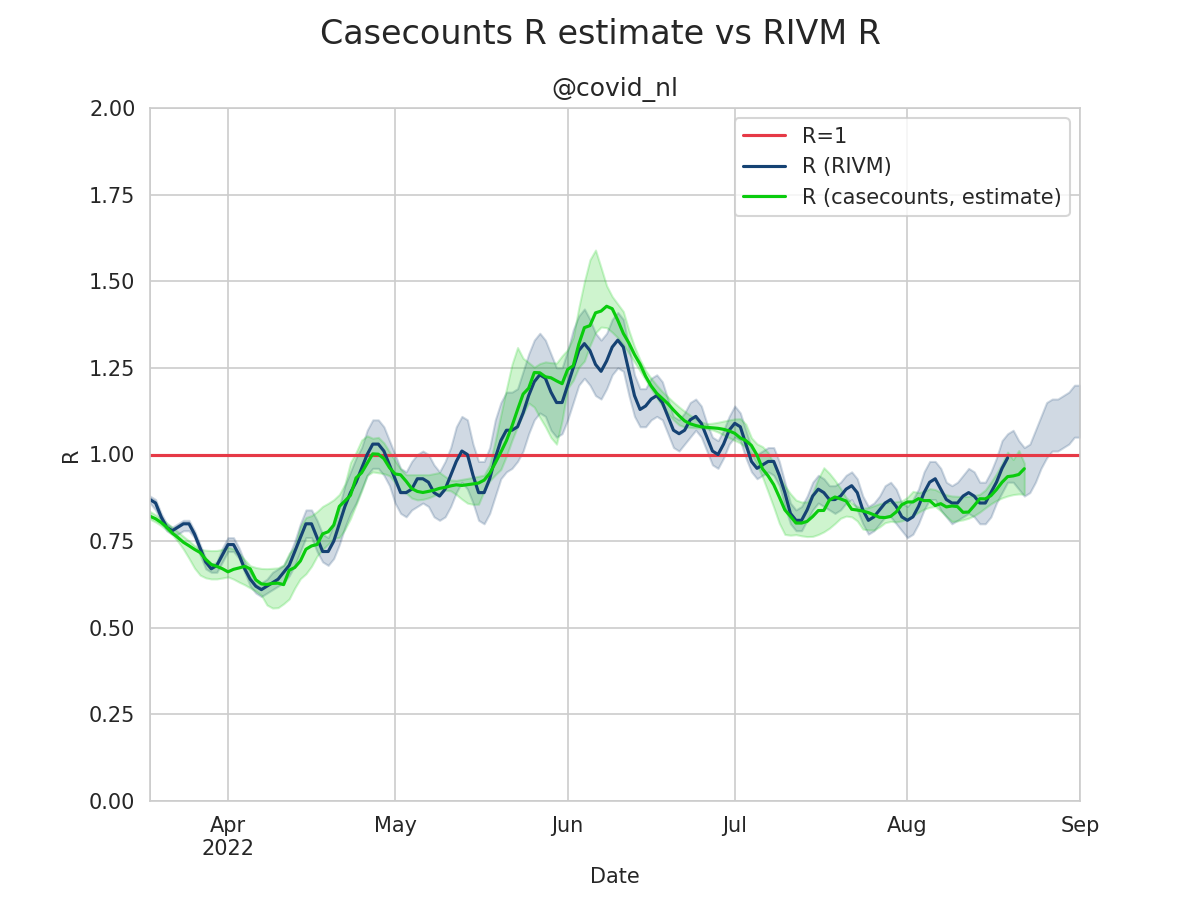 Casecounts R estimate vs RIVM R
@covid_nl
R=1
R (RIVM)
R (casecounts, estimate)
2.00
1.75
1.50
1.25
1.00
0.75
0.50
0.25
0.00
R
Apr
2022
May
Jun
Jul
Aug
Sep
Date